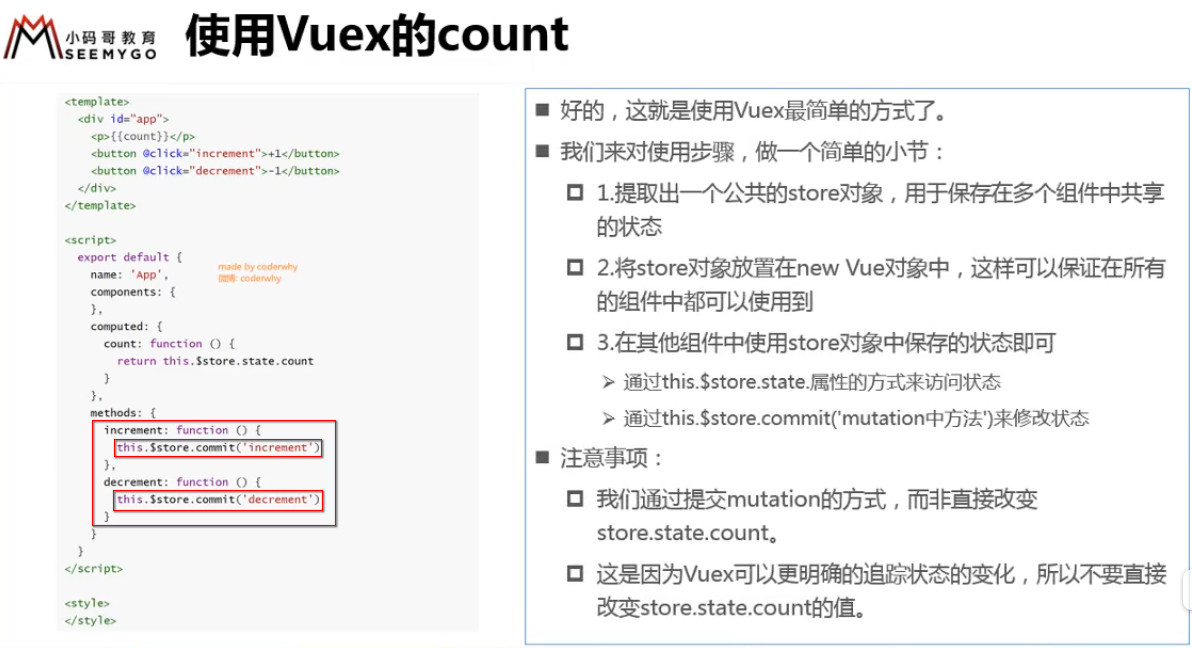 小码哥教育
SEEMYGO
使用Vuex的count
<template>
<div id="app">
<p>{{count}}</p>
<button @click="increment">+1</button>
<button @click="decrement">-1</button>
</div>
</template>
<script>
export default {
name: 'App',
components: {
},
computed: {
count: function () {
return this.$store.state.count
}
},
methods: {
increment: function () {
this.$store.commit('increment')
},
decrement: function () {
this.$store.commit('decrement')
}
}
}
</script>
<style>
</style>
made by coderwhy
微博: coderwhy
■ 好的，这就是使用Vuex最简单的方式了。
■ 我们来对使用步骤，做一个简单的小节：
1.提取出一个公共的store对象，用于保存在多个组件中共享
的状态
2.将store对象放置在new Vue对象中，这样可以保证在所有
的组件中都可以使用到
3.在其他组件中使用store对象中保存的状态即可
➢ 通过this.$store.state.属性的方式来访问状态
➢ 通过this.$store.commit('mutation中方法')来修改状态
■ 注意事项：
我们通过提交mutation的方式，而非直接改变
store.state.count。
这是因为Vuex可以更明确的追踪状态的变化，所以不要直接
改变store.state.count的值。